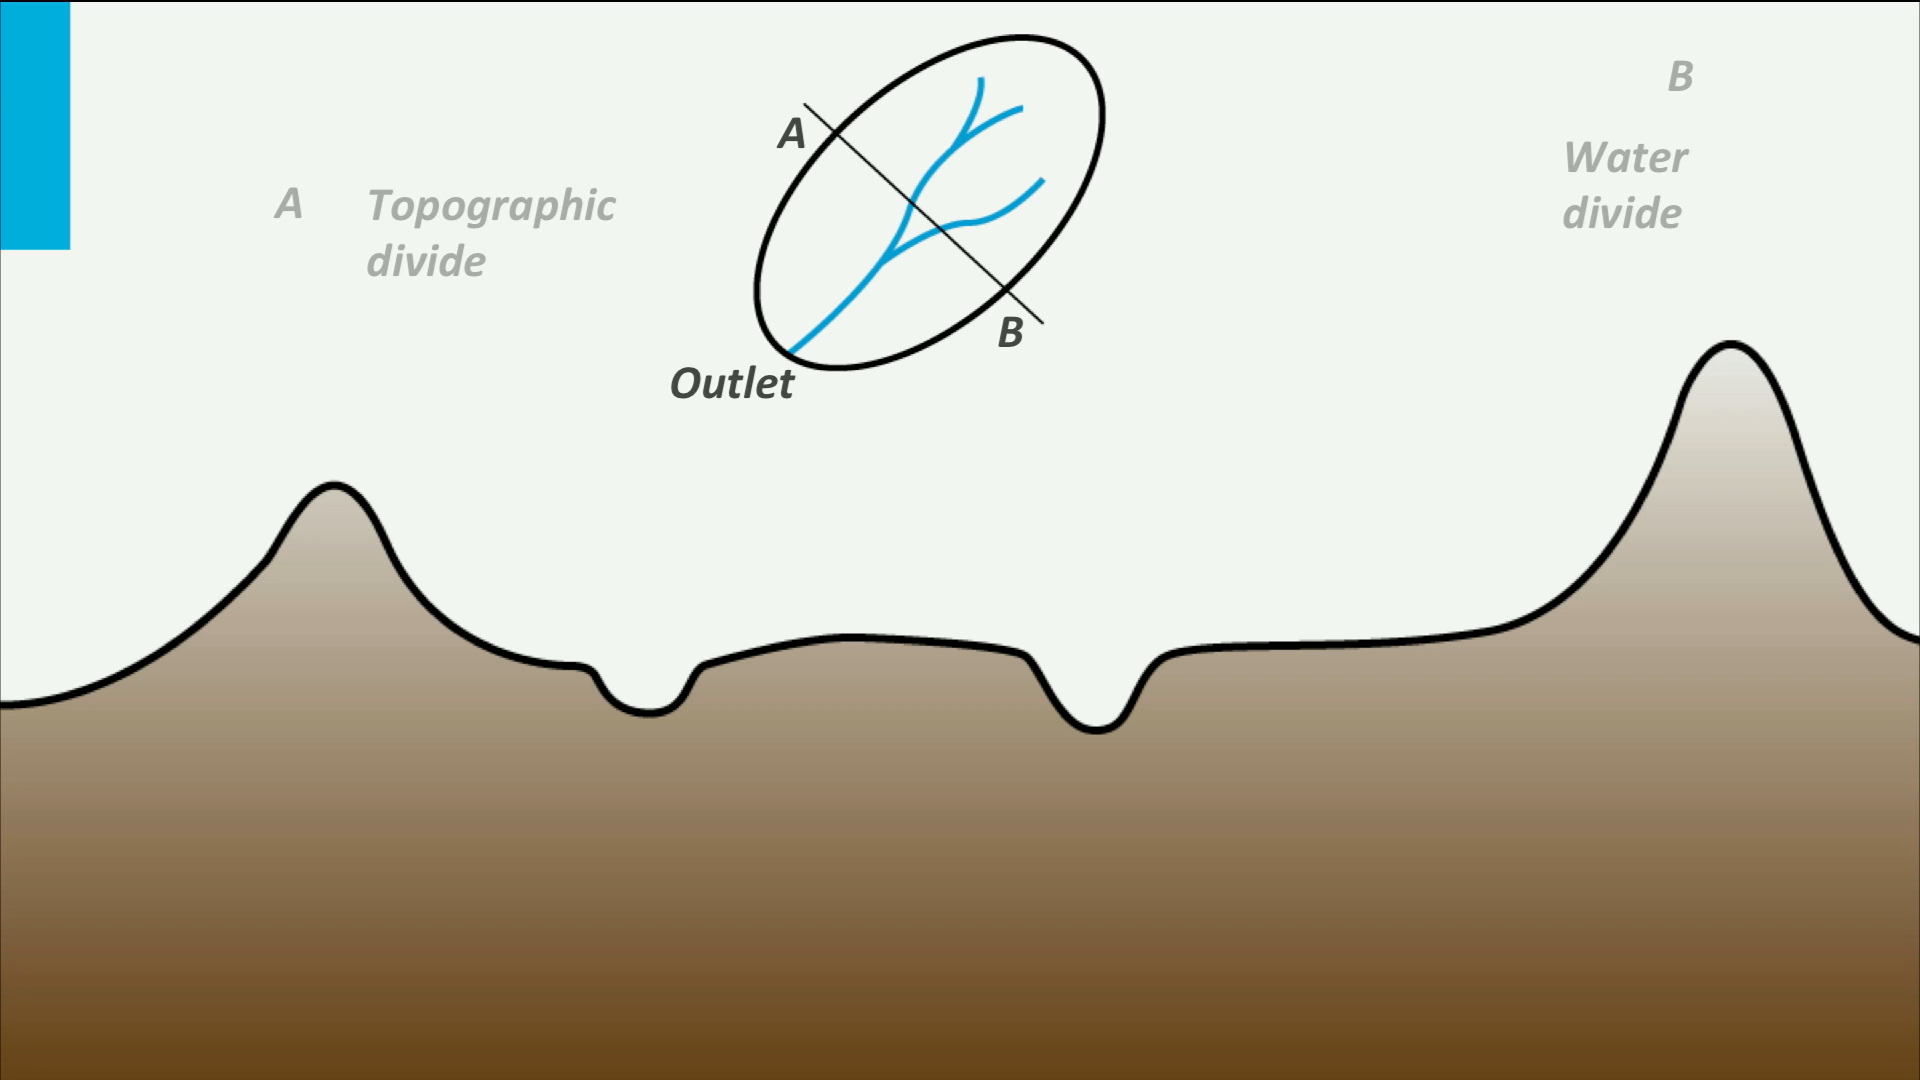 A
Topographic
divide
A
B
Outlet
B
Water
divide